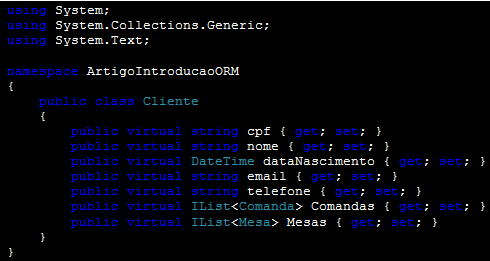 using System;
using System.Collections.Generic;
using System.Text;
namespace ArtigoIntroducaoORM
{
public class Cliente
{
public virtual string cpf { get; set; }
public virtual string nome { get; set; }
public virtual DateTime dataNascimento { get; set; }
public virtual string email { get; set; }
public virtual string telefone { get; set; }
public virtual IList<Comanda> Comandas { get; set; }
public virtual IList<Mesa> Mesas { get; set; }
}
}